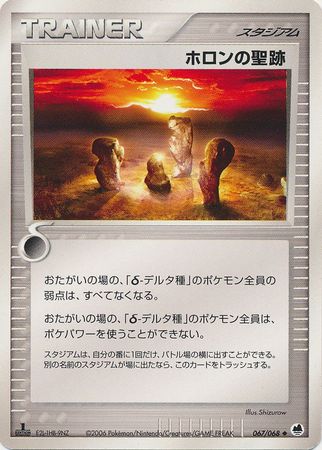 TRAINER
スタジアム
ホロンの聖跡
おたがいの場の、「δ-デルタ種」のポケモン全員の
弱点は、すべてなくなる。
おたがいの場の、「δ-デルタ種」のポケモン全員は、
ポケパワーを使うことができない。
スタジアムは、自分の番に1回だけ、バトル場の横に出すことができる。
別の名前のスタジアムが場に出たなら、このカードをトラッシュする。
Illus. Shizurow
1 E2L-1HB-9NZ ©2006 Pokémon/Nintendo/Creatures/GAME FREAK 067/068 ◆